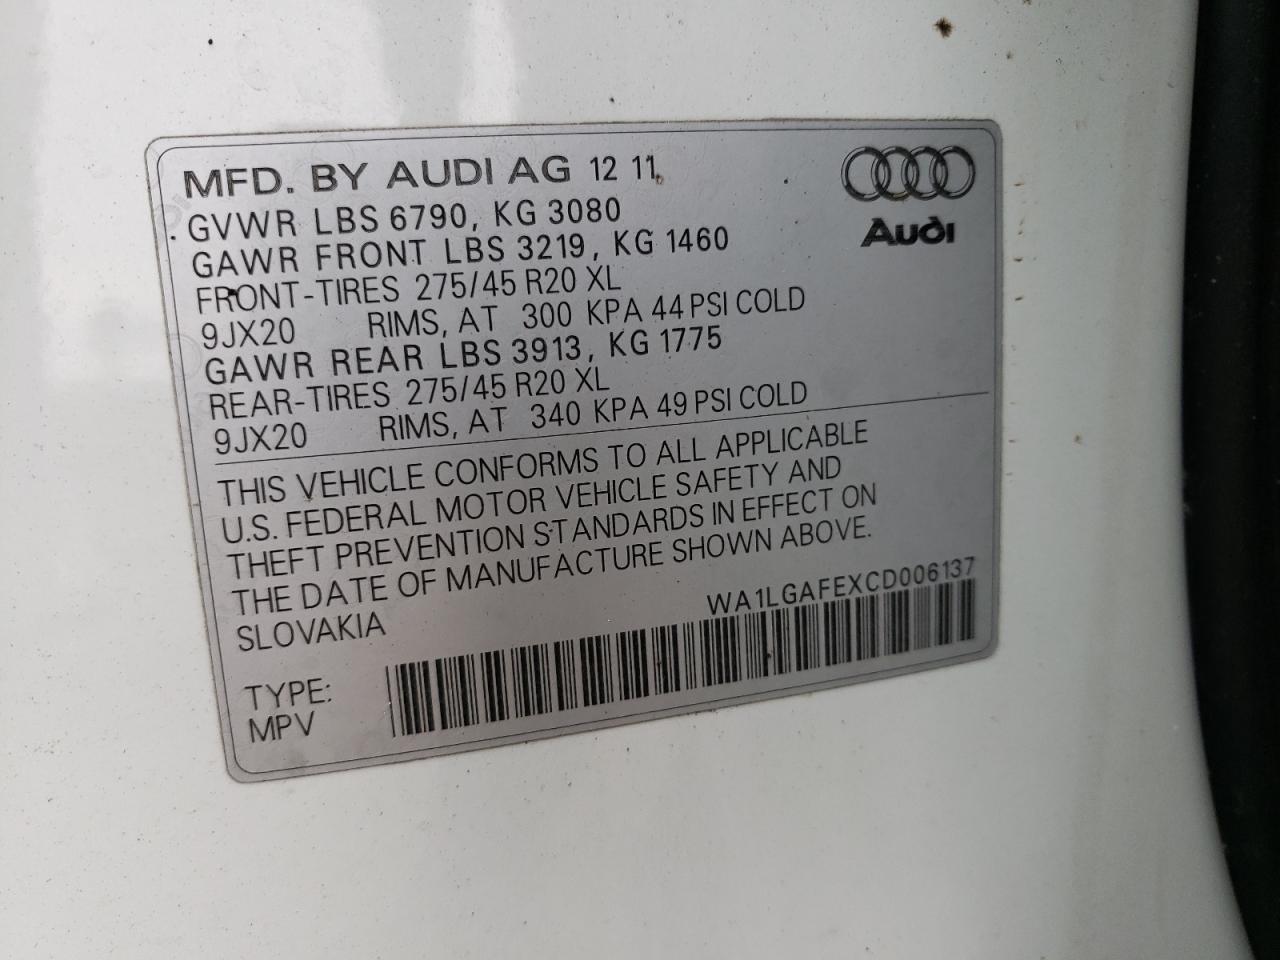 MFD. BY AUDI AG 12 11
GVWR LBS 6790, KG 3080
GAWR FRONT LBS 3219, KG 1460
FRONT-TIRES 275/45 R20 XL
9JX20 RIMS, AT 300 KPA 44 PSI COLD
GAWR REAR LBS 3913, KG 1775
REAR-TIRES 275/45 R20 XL
9JX20 RIMS, AT 340 KPA 49 PSI COLD
Audi
THIS VEHICLE CONFORMS TO ALL APPLICABLE
U.S. FEDERAL MOTOR VEHICLE SAFETY AND
THEFT PREVENTION STANDARDS IN EFFECT ON
THE DATE OF MANUFACTURE SHOWN ABOVE.
SLOVAKIA
WA1LGAFEXCD006137
TYPE:
MPV